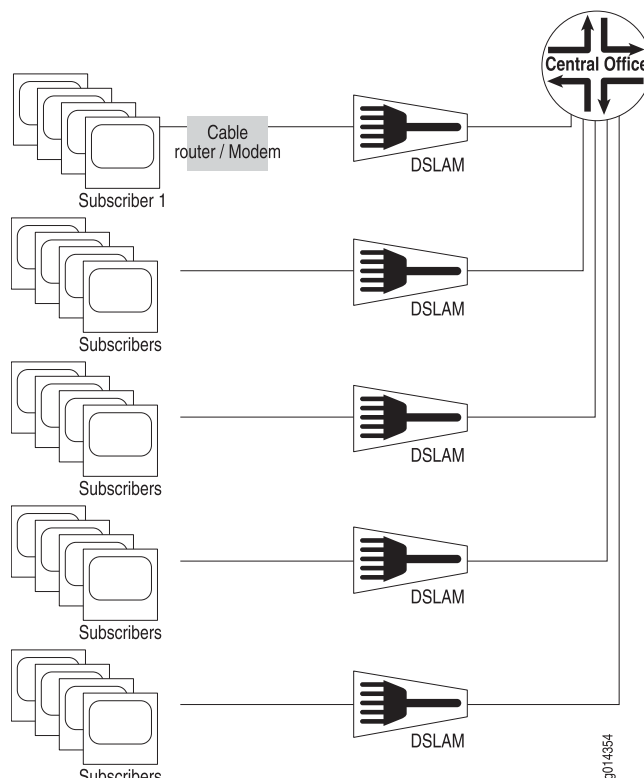 Central Office
Cable
router / Modem
DSLAM
Subscriber 1
DSLAM
Subscribers
DSLAM
Subscribers
DSLAM
Subscribers
DSLAM
Subscribers
g014354